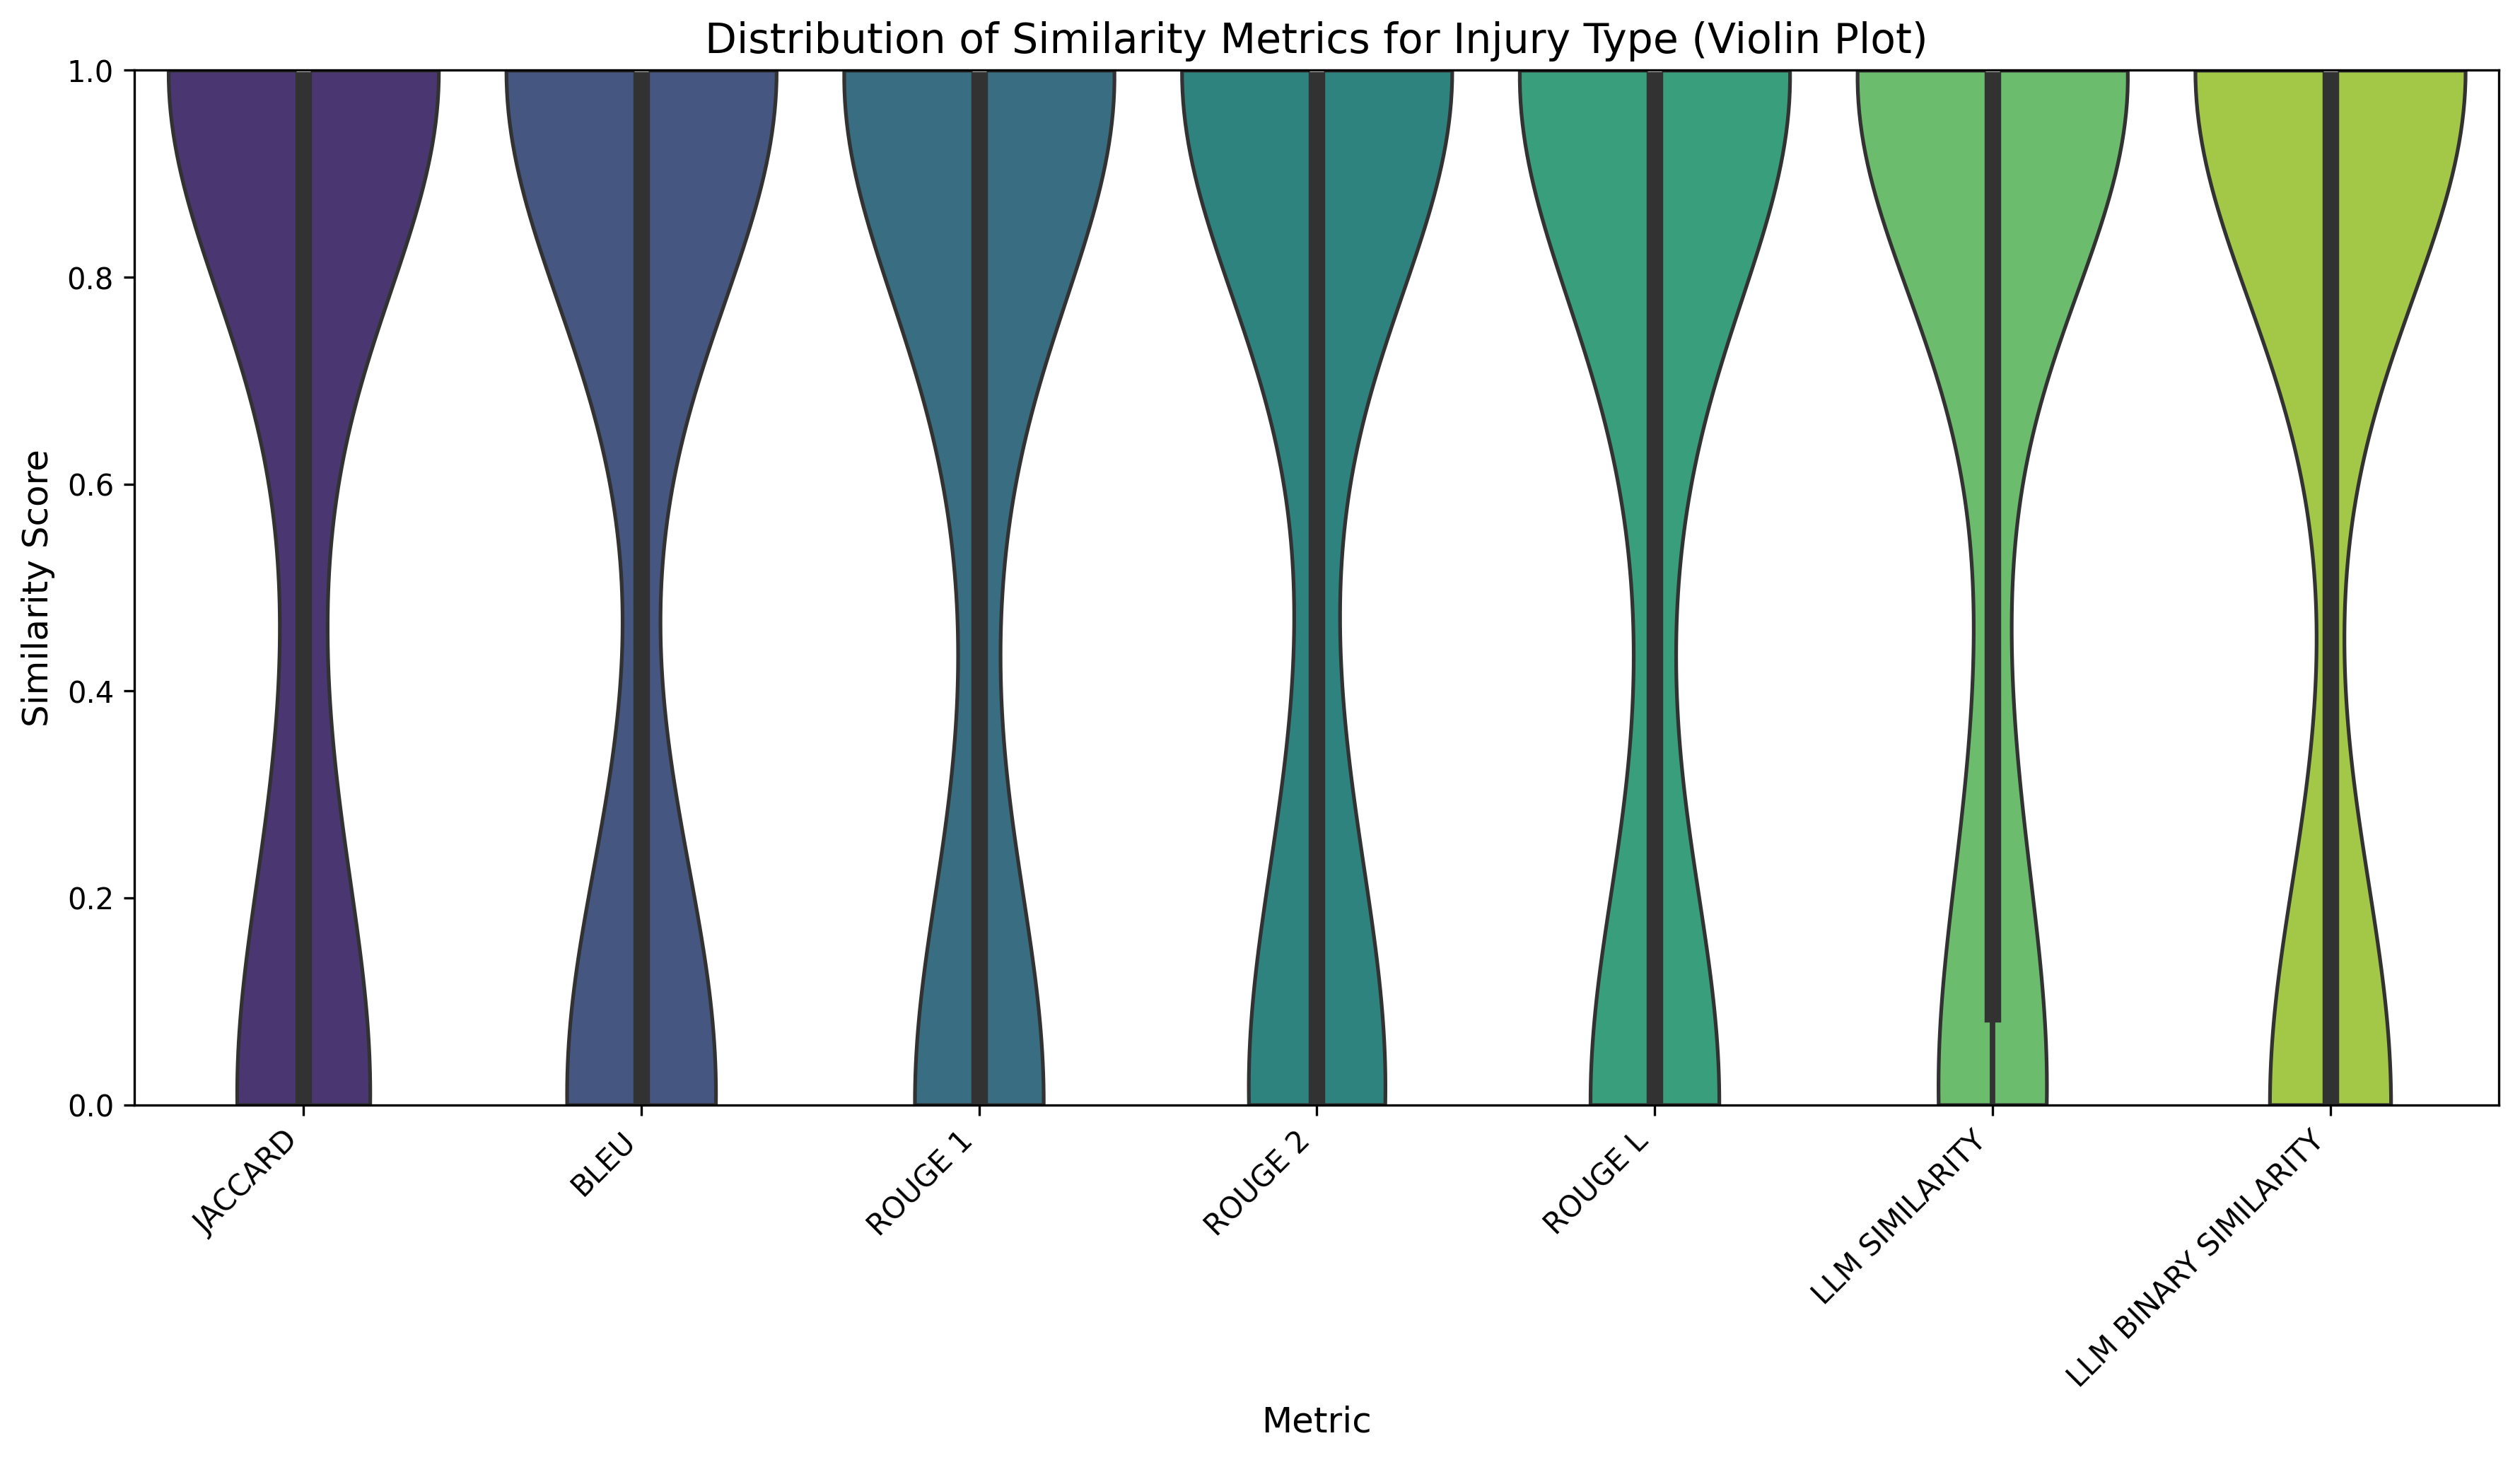 Distribution of Similarity Metrics for Injury Type (Violin Plot)
1.0
0.8
0.6
0.4
0.2
0.0
Similarity Score
JACCARD
BLEU
ROUGE 1
ROUGE 2
ROUGE L
LLM SIMILARITY
LLM BINARY SIMILARITY
Metric